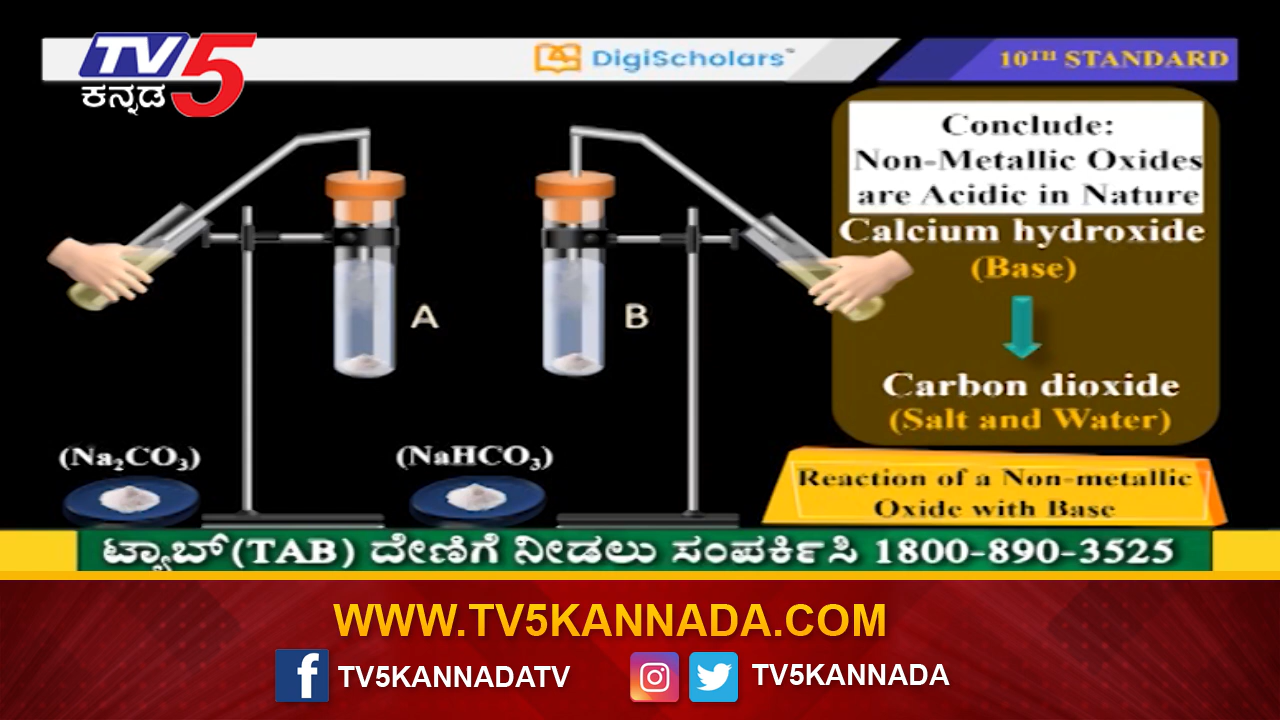 TV5
ಕನ್ನಡ
DigiScholars™
10TH STANDARD
Conclude:
Non-Metallic Oxides
are Acidic in Nature
Calcium hydroxide
(Base)
Carbon dioxide
(Salt and Water)
A
B
(Na₂CO₃)
(NaHCO₃)
Reaction of a Non-metallic
Oxide with Base
ಟ್ಯಾಬ್(TAB) ದೇಣಿಗೆ ನೀಡಲು ಸಂಪರ್ಕಿಸಿ 1800-890-3525
WWW.TV5KANNADA.COM
TV5KANNADATV
TV5KANNADA